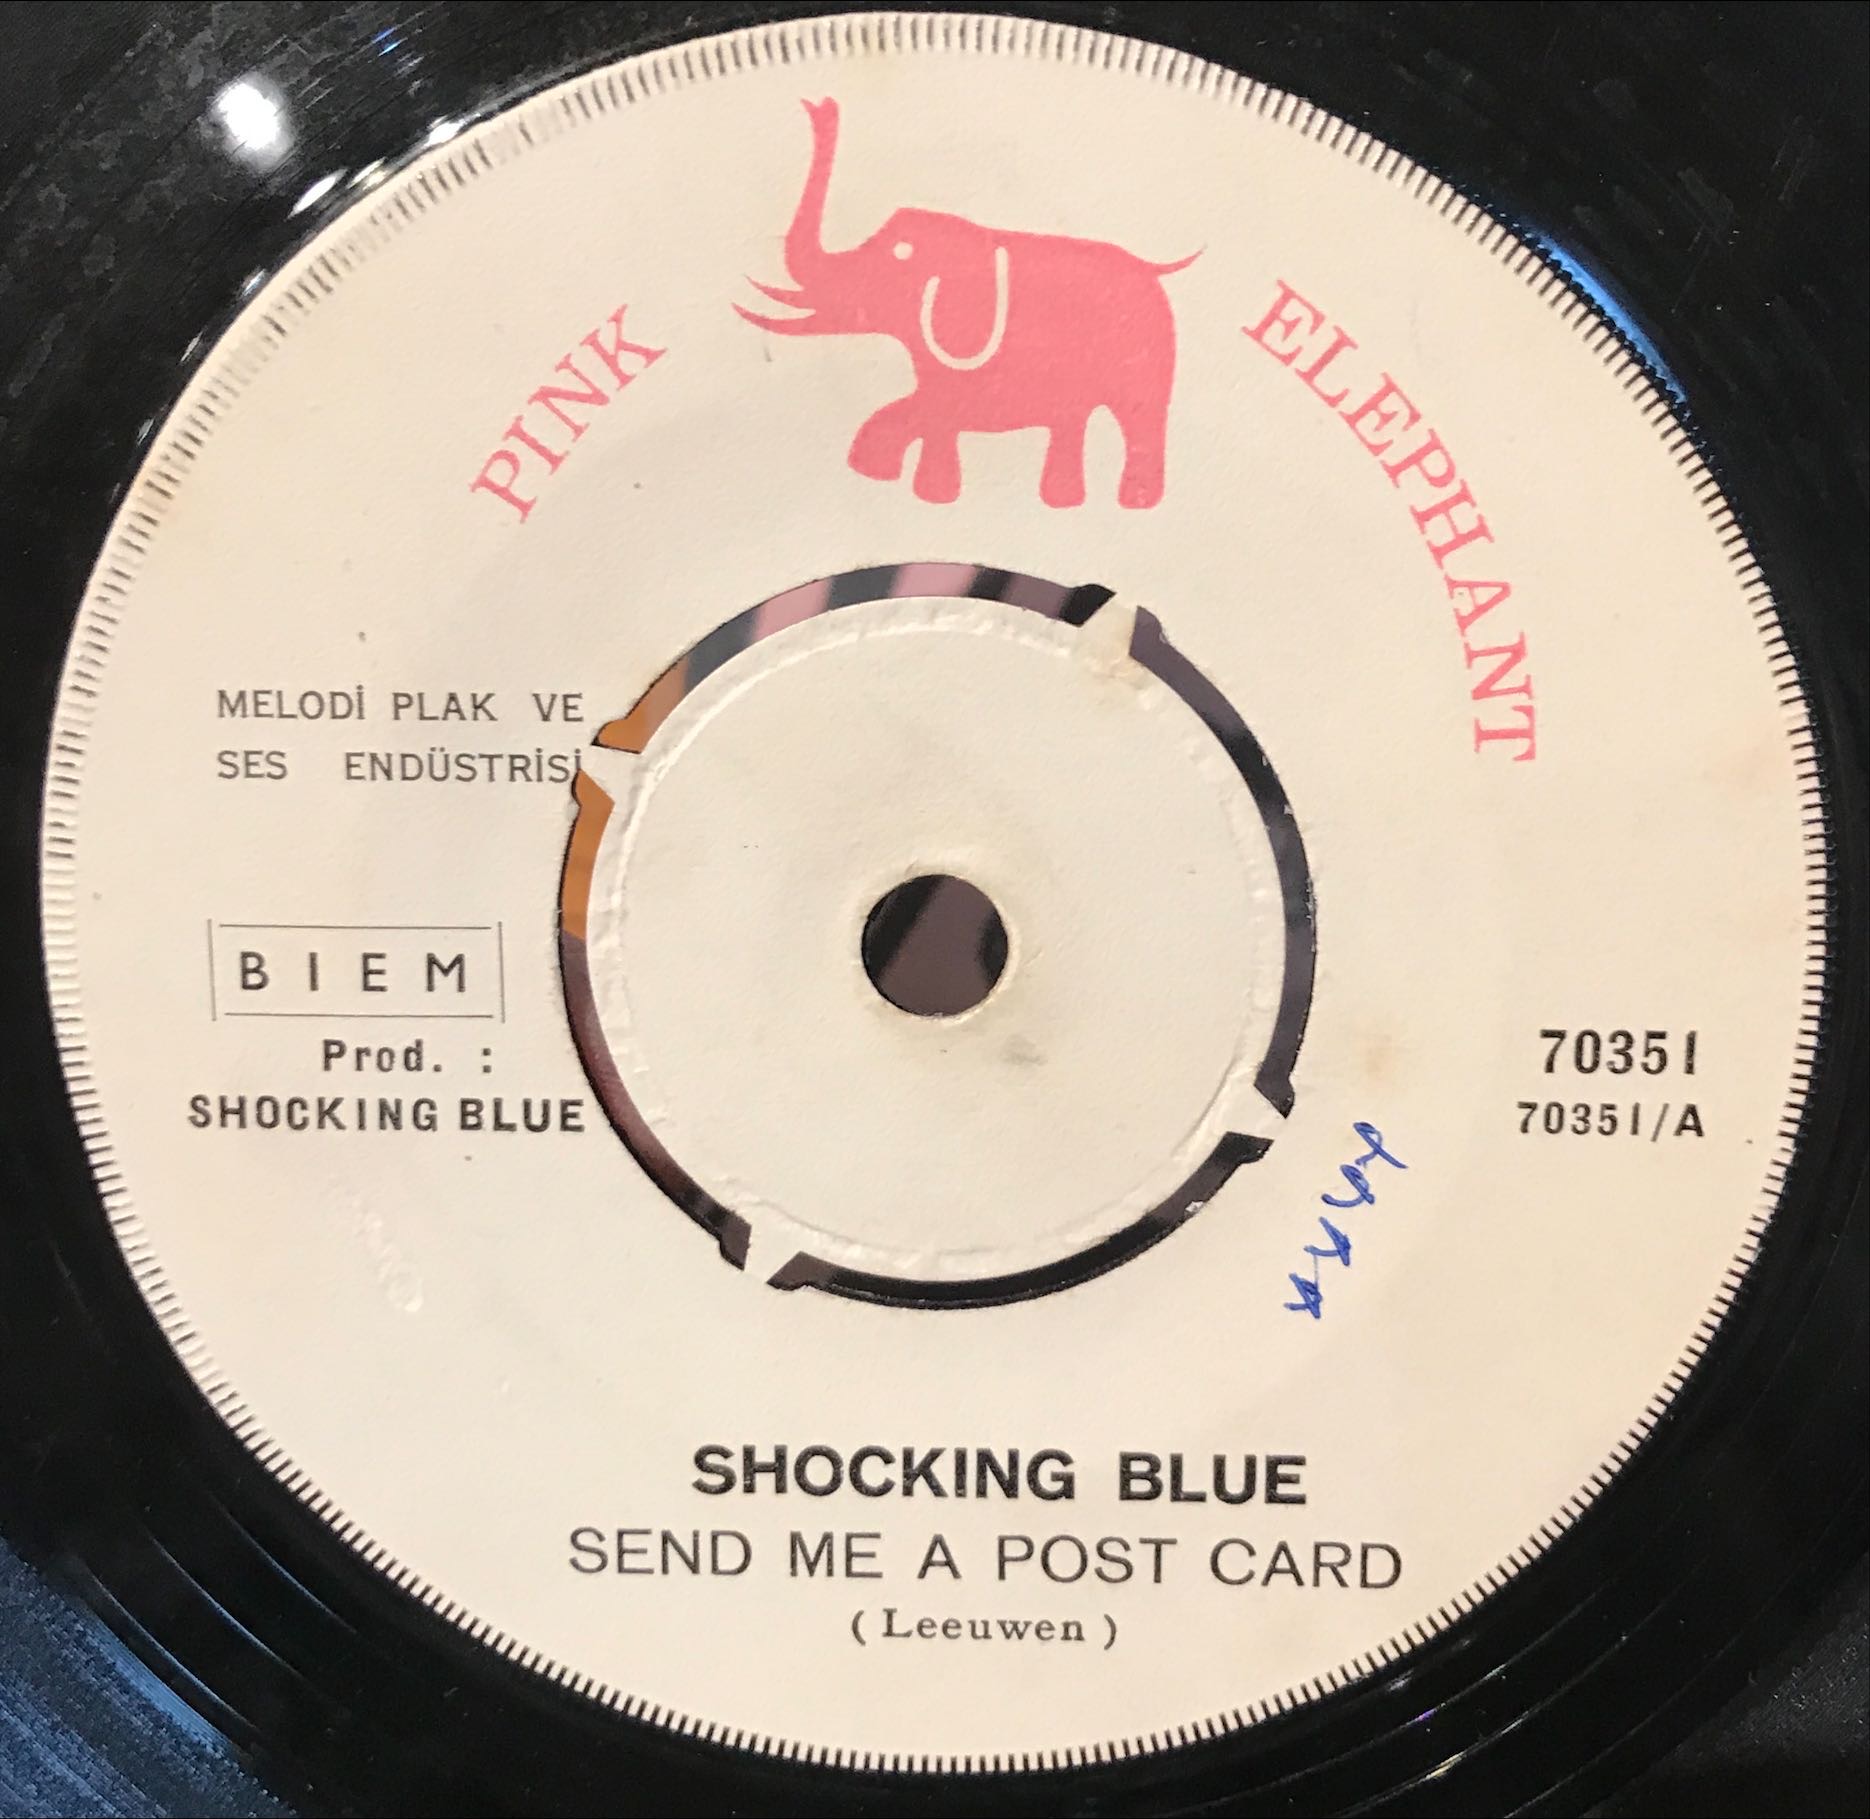 PINK ELEPHANT
MELODİ PLAK VE
SES ENDÜSTRİSİ
BIEM
Prod. :
SHOCKING BLUE
70351
70351/A
SHOCKING BLUE
SEND ME A POST CARD
(Leeuwen)